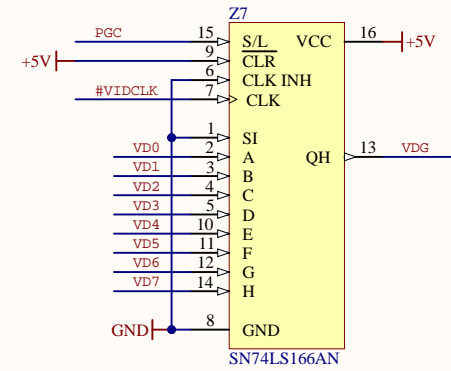 Z7
PGC 15 S/L VCC 16 +5V
+5V 9 CLR
6 CLK INH
#VIDCLK 7 CLK
1 SI
VD0 2 A QH 13 VDG
VD1 3 B
VD2 4 C
VD3 5 D
VD4 10 E
VD5 11 F
VD6 12 G
VD7 14 H
GND 8 GND
SN74LS166AN